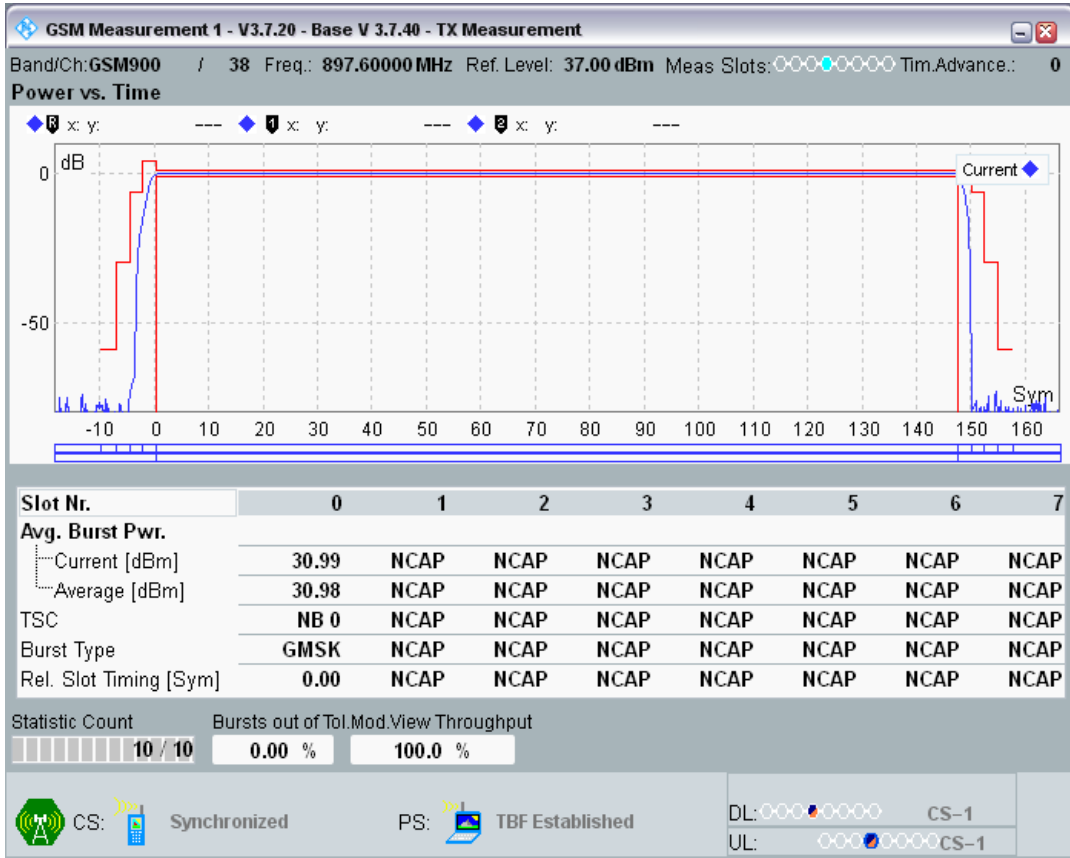 GSM Measurement 1 - V3.7.20 - Base V 3.7.40 - TX Measurement
Band/Ch:GSM900 / 38 Freq.: 897.60000 MHz Ref. Level: 37.00 dBm Meas Slots: Tim.Advance.: 0
Power vs. Time
R x: y: --- 1 x: y: --- 2 x: y: ---
dB
0
Current
-50
Sym
-10 0 10 20 30 40 50 60 70 80 90 100 110 120 130 140 150 160
Slot Nr. 0 1 2 3 4 5 6 7
Avg. Burst Pwr.
Current [dBm] 30.99 NCAP NCAP NCAP NCAP NCAP NCAP NCAP
Average [dBm] 30.98 NCAP NCAP NCAP NCAP NCAP NCAP NCAP
TSC NB 0 NCAP NCAP NCAP NCAP NCAP NCAP NCAP
Burst Type GMSK NCAP NCAP NCAP NCAP NCAP NCAP NCAP
Rel. Slot Timing [Sym] 0.00 NCAP NCAP NCAP NCAP NCAP NCAP NCAP
Statistic Count Bursts out of Tol.Mod.View Throughput
10 / 10 0.00 % 100.0 %
CS: Synchronized PS: TBF Established
DL: CS-1
UL: CS-1